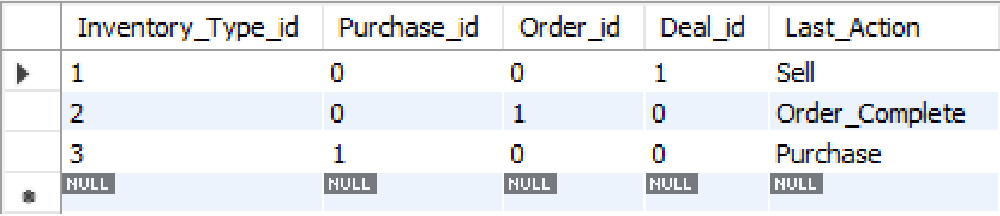 Inventory_Type_id Purchase_id Order_id Deal_id Last_Action
1 0 0 1 Sell
2 0 1 0 Order_Complete
3 1 0 0 Purchase
NULL NULL NULL NULL NULL